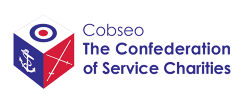 Cobseo
The Confederation
of Service Charities